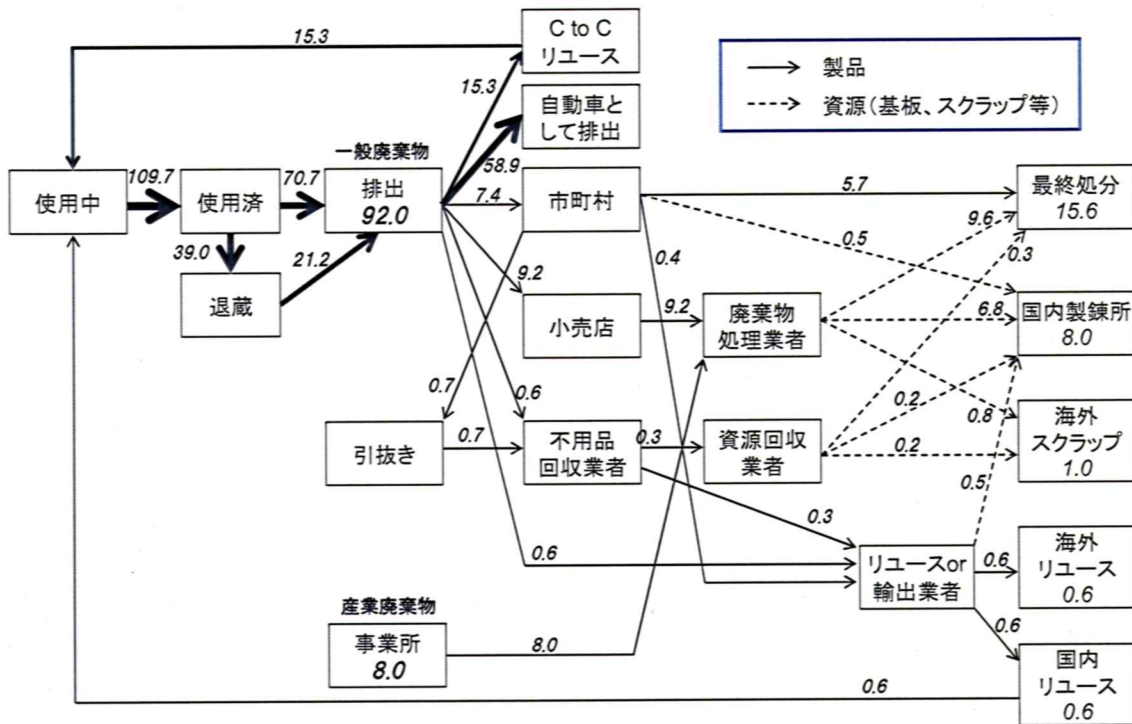 15.3
C to C
リユース
15.3
製品
資源(基板、スクラップ等)
自動車と
して排出
58.9
一般廃棄物
使用中
109.7
使用済
70.7
排出
92.0
7.4
市町村
5.7
最終処分
15.6
39.0
21.2
退蔵
9.6
0.5
0.3
0.4
9.2
小売店
9.2
廃棄物
処理業者
6.8
国内製錬所
8.0
0.7
0.6
0.2
0.8
引抜き
0.7
不用品
回収業者
0.3
資源回収
業者
0.2
海外
スクラップ
1.0
0.5
0.3
0.6
リユースor
輸出業者
0.6
海外
リユース
0.6
産業廃棄物
事業所
8.0
8.0
0.6
国内
リユース
0.6
0.6